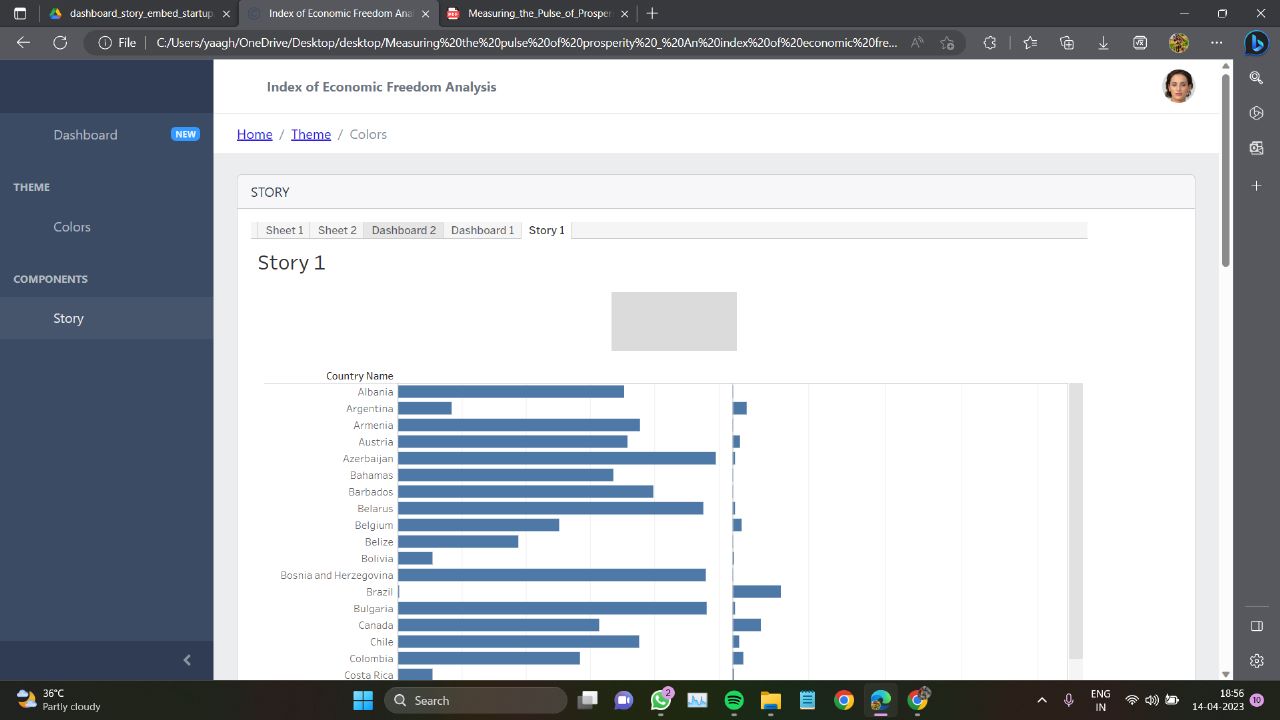 dashboard_story_embed_startup
Index of Economic Freedom Ana
Measuring_the_Pulse_of_Prosper
File
C:/Users/yaagh/OneDrive/Desktop/desktop/Measuring%20the%20pulse%20of%20prosperity%20_%20An%20index%20of%20economic%20fre...
Index of Economic Freedom Analysis
Dashboard NEW
Home / Theme / Colors
THEME
Colors
COMPONENTS
Story
STORY
Sheet 1 Sheet 2 Dashboard 2 Dashboard 1 Story 1
Story 1
Country Name
Albania
Argentina
Armenia
Austria
Azerbaijan
Bahamas
Barbados
Belarus
Belgium
Belize
Bolivia
Bosnia and Herzegovina
Brazil
Bulgaria
Canada
Chile
Colombia
Costa Rica
36°C
Partly cloudy
Search
2
ENG
IN
18:56
14-04-2023
10